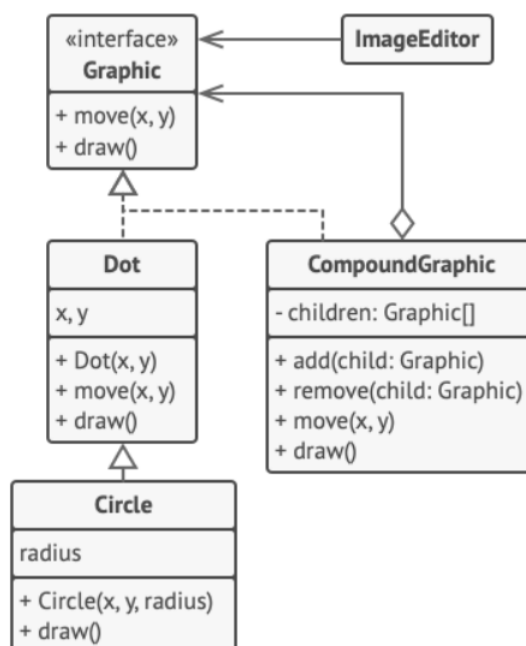 «interface»
Graphic
+ move(x, y)
+ draw()
ImageEditor
Dot
x, y
+ Dot(x, y)
+ move(x, y)
+ draw()
CompoundGraphic
- children: Graphic[]
+ add(child: Graphic)
+ remove(child: Graphic)
+ move(x, y)
+ draw()
Circle
radius
+ Circle(x, y, radius)
+ draw()